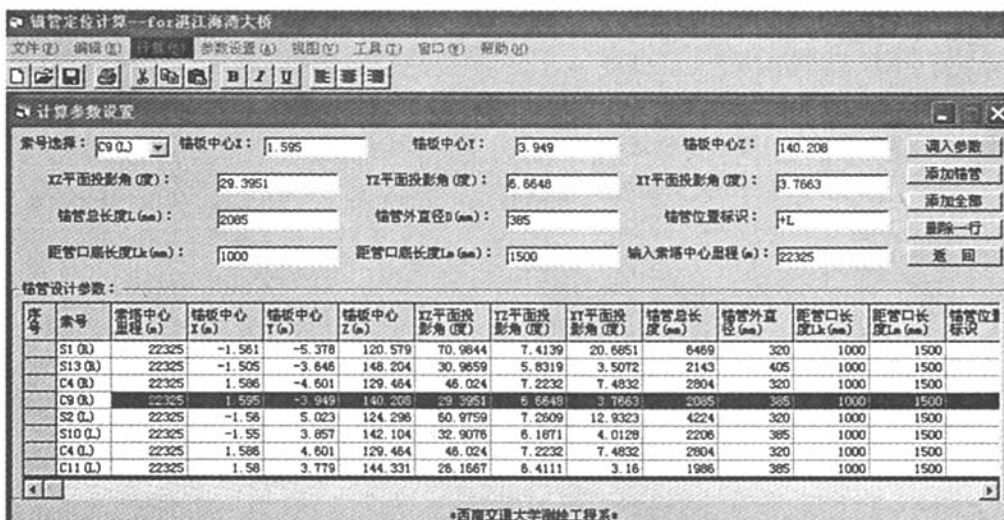 锚管定位计算--for湛江海湾大桥
文件(F) 编辑(E) 计算(C) 参数设置(A) 视图(V) 工具(T) 窗口(W) 帮助(H)
B I U
计算参数设置
索号选择： C9(L) 锚板中心X： 1.595 锚板中心Y： 3.949 锚板中心Z： 140.208 调入参数
XZ平面投影角(度)： 29.3951 YZ平面投影角(度)： 6.6648 XY平面投影角(度)： 3.7663 添加锚管
添加全部
锚管总长度L(mm)： 2085 锚管外直径D(mm)： 385 锚管位置标识： +L 删除一行
距管口底长度Lk(mm)： 1000 距管口底长度Lm(mm)： 1500 输入索塔中心里程(m)： 22325 返 回
锚管设计参数：
序号 索号 索塔中心里程(m) 锚板中心X(m) 锚板中心Y(m) 锚板中心Z(m) XZ平面投影角(度) YZ平面投影角(度) XY平面投影角(度) 锚管总长度(mm) 锚管外直径(mm) 距管口长度Lk(mm) 距管口长度Lm(mm) 锚管位置标识
S1(R) 22325 -1.561 -5.378 120.579 70.9844 7.4139 20.6851 6469 320 1000 1500
S13(R) 22325 -1.505 -3.646 148.204 30.9659 5.8319 3.5072 2143 405 1000 1500
C4(R) 22325 1.586 -4.601 129.464 46.024 7.2232 7.4832 2804 320 1000 1500
C9(R) 22325 1.595 -3.949 140.208 29.3951 6.6648 3.7663 2085 385 1000 1500
S2(L) 22325 -1.56 5.023 124.296 60.9759 7.2609 12.9323 4224 320 1000 1500
S10(L) 22325 -1.55 3.857 142.104 32.9076 6.1871 4.0128 2206 385 1000 1500
C4(L) 22325 1.586 4.601 129.464 46.024 7.2232 7.4832 2804 320 1000 1500
C11(L) 22325 1.58 3.779 144.331 26.1667 6.4111 3.16 1986 385 1000 1500
*西南交通大学测绘工程系*